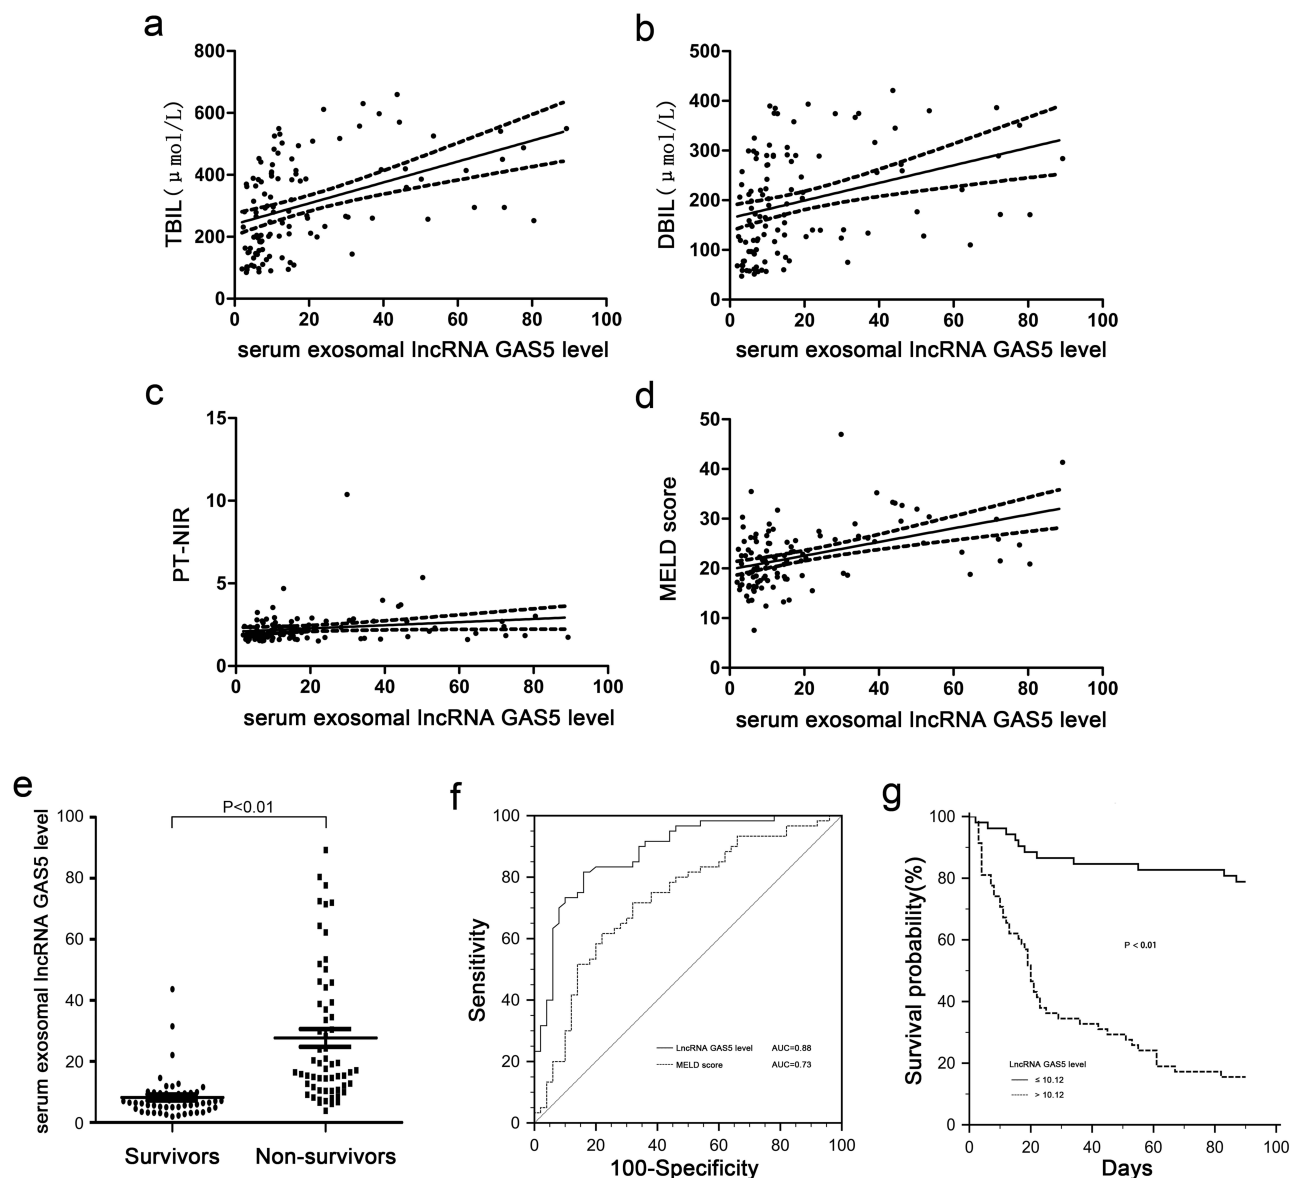 a
TBIL(μmol/L)
800
600
400
200
0
0 20 40 60 80 100
serum exosomal lncRNA GAS5 level
b
DBIL(μmol/L)
500
400
300
200
100
0
0 20 40 60 80 100
serum exosomal lncRNA GAS5 level
c
PT-NIR
15
10
5
0
0 20 40 60 80 100
serum exosomal lncRNA GAS5 level
d
MELD score
50
40
30
20
10
0
0 20 40 60 80 100
serum exosomal lncRNA GAS5 level
e
serum exosomal lncRNA GAS5 level
P<0.01
100
80
60
40
20
0
Survivors Non-survivors
f
Sensitivity
100
80
60
40
20
0
LncRNA GAS5 level AUC=0.88
MELD score AUC=0.73
0 20 40 60 80 100
100-Specificity
g
Survival probability(%)
100
80
60
40
20
0
P < 0.01
LncRNA GAS5 level
≤ 10.12
> 10.12
0 20 40 60 80 100
Days